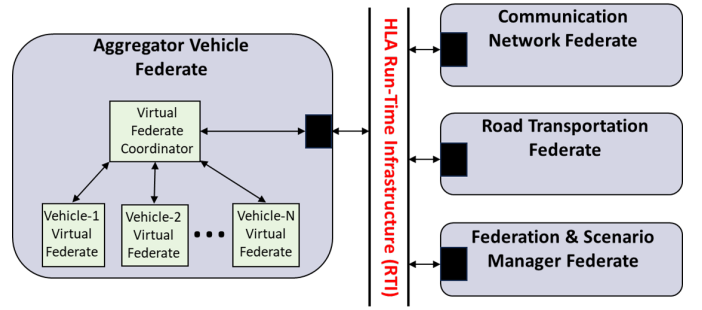 Aggregator Vehicle
Federate
Virtual
Federate
Coordinator
Vehicle-1
Virtual
Federate
Vehicle-2
Virtual
Federate
Vehicle-N
Virtual
Federate
HLA Run-Time Infrastructure (RTI)
Communication
Network Federate
Road Transportation
Federate
Federation & Scenario
Manager Federate